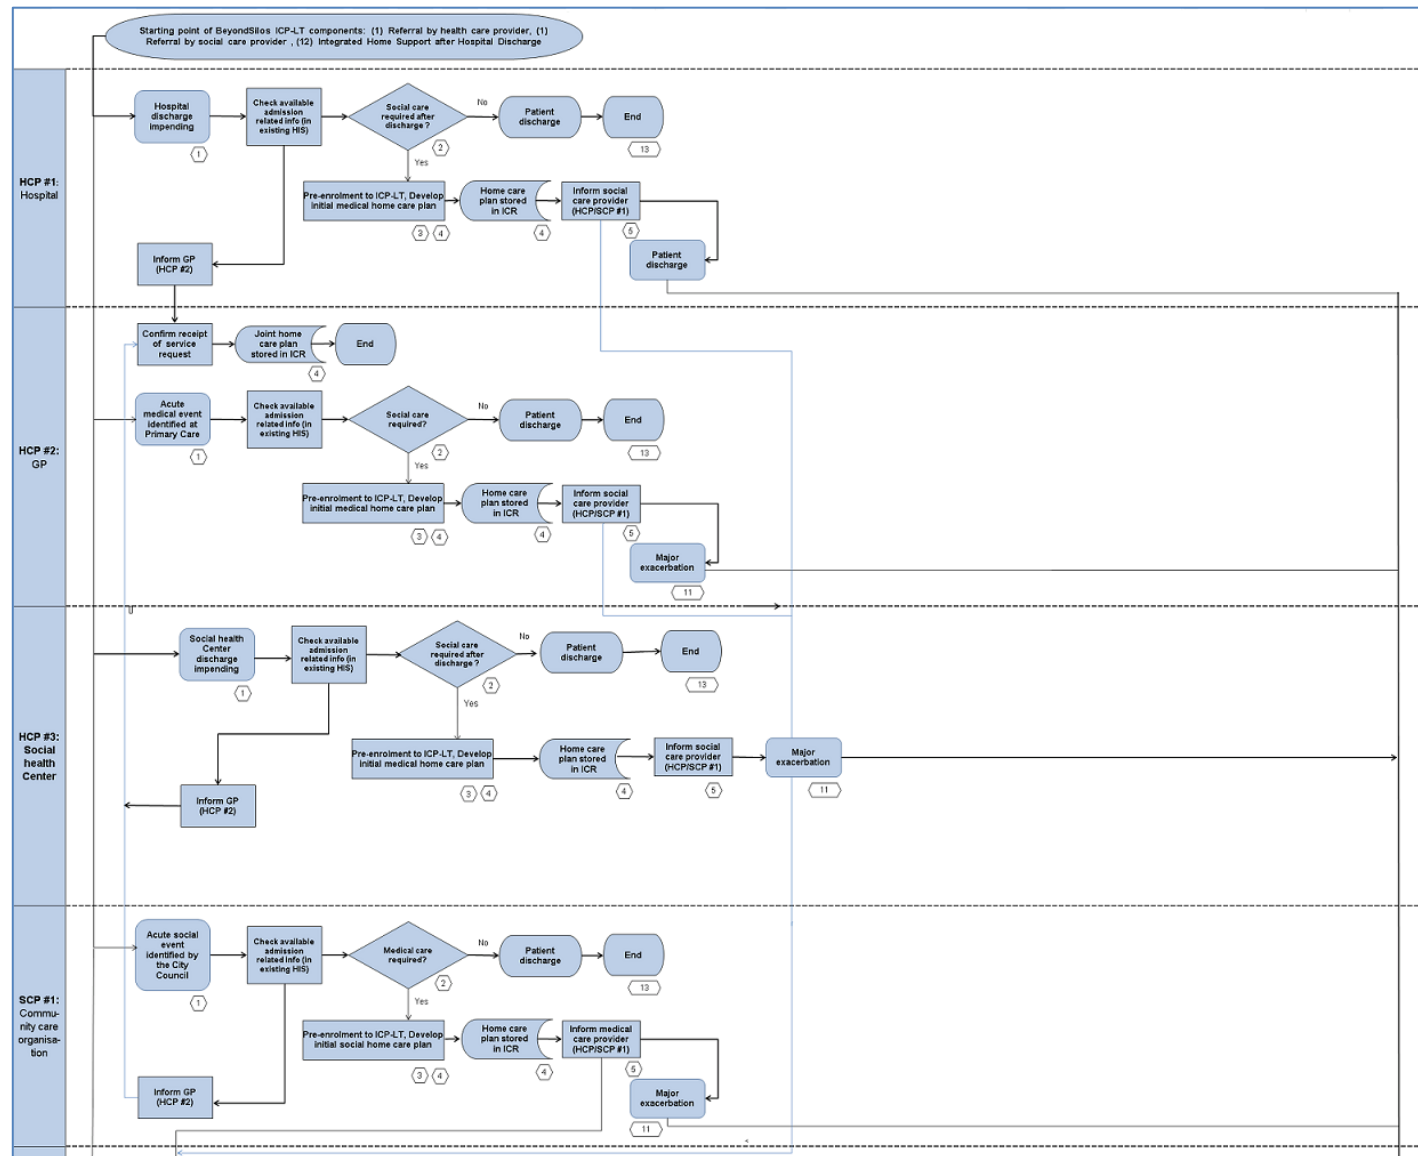 Starting point of BeyondSilos ICP-LT components: (1) Referral by health care provider, (1)
Referral by social care provider , (12) Integrated Home Support after Hospital Discharge
HCP #1:
Hospital
Hospital
discharge
impending
1
Check available
admission
related info (in
existing HIS)
Social care
required after
discharge ?
2
No
Patient
discharge
End
13
Yes
Pre-enrolment to ICP-LT, Develop
initial medical home care plan
3
4
Home care
plan stored
in ICR
4
Inform social
care provider
(HCP/SCP #1)
5
Patient
discharge
Inform GP
(HCP #2)
HCP #2:
GP
Confirm receipt
of service
request
Joint home
care plan
stored in ICR
4
End
Acute
medical event
identified at
Primary Care
1
Check available
admission
related info (in
existing HIS)
Social care
required?
2
No
Patient
discharge
End
13
Yes
Pre-enrolment to ICP-LT, Develop
initial medical home care plan
3
4
Home care
plan stored
in ICR
4
Inform social
care provider
(HCP/SCP #1)
5
Major
exacerbation
11
HCP #3:
Social
health
Center
Social health
Center
discharge
impending
1
Check available
admission
related info (in
existing HIS)
Social care
required after
discharge ?
2
No
Patient
discharge
End
13
Yes
Pre-enrolment to ICP-LT, Develop
initial medical home care plan
3
4
Home care
plan stored
in ICR
4
Inform social
care provider
(HCP/SCP #1)
5
Major
exacerbation
11
Inform GP
(HCP #2)
SCP #1:
Commu-
nity care
organisa-
tion
Acute social
event
identified by
the City
Council
1
Check available
admission
related info (in
existing HIS)
Medical care
required?
2
No
Patient
discharge
End
13
Yes
Pre-enrolment to ICP-LT, Develop
initial social home care plan
3
4
Home care
plan stored
in ICR
4
Inform medical
care provider
(HCP/SCP #1)
5
Major
exacerbation
11
Inform GP
(HCP #2)